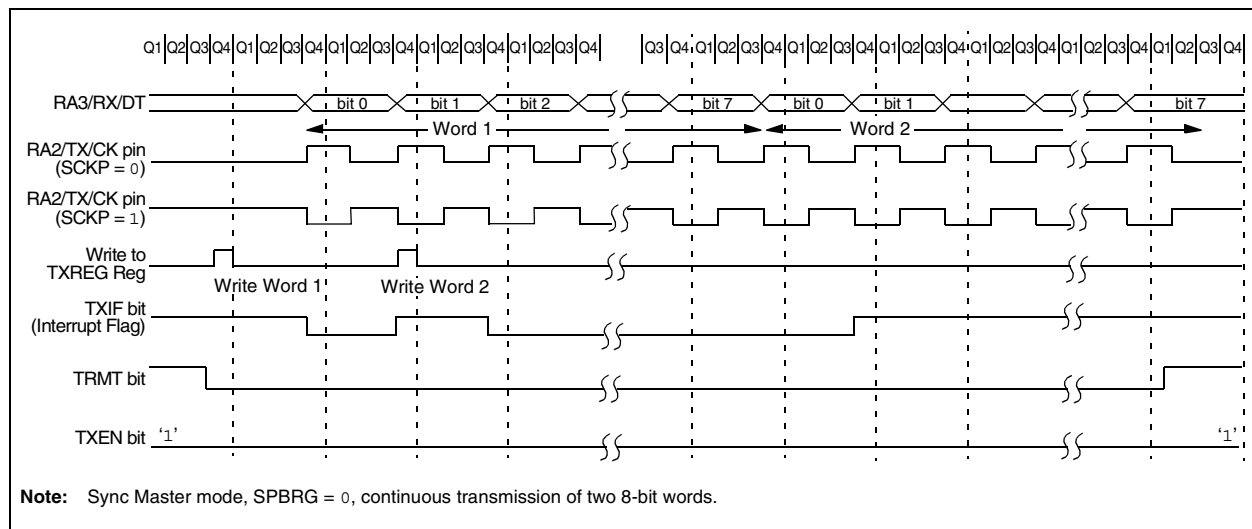 Q1 Q2 Q3 Q4 Q1 Q2 Q3 Q4 Q1 Q2 Q3 Q4 Q1 Q2 Q3 Q4 Q1 Q2 Q3 Q4 Q3 Q4 Q1 Q2 Q3 Q4 Q1 Q2 Q3 Q4 Q1 Q2 Q3 Q4 Q1 Q2 Q3 Q4 Q1 Q2 Q3 Q4 Q1 Q2 Q3 Q4
RA3/RX/DT bit 0 bit 1 bit 2 bit 7 bit 0 bit 1 bit 7
Word 1 Word 2
RA2/TX/CK pin
(SCKP = 0)
RA2/TX/CK pin
(SCKP = 1)
Write to
TXREG Reg
Write Word 1 Write Word 2
TXIF bit
(Interrupt Flag)
TRMT bit
TXEN bit '1' '1'
Note: Sync Master mode, SPBRG = 0, continuous transmission of two 8-bit words.